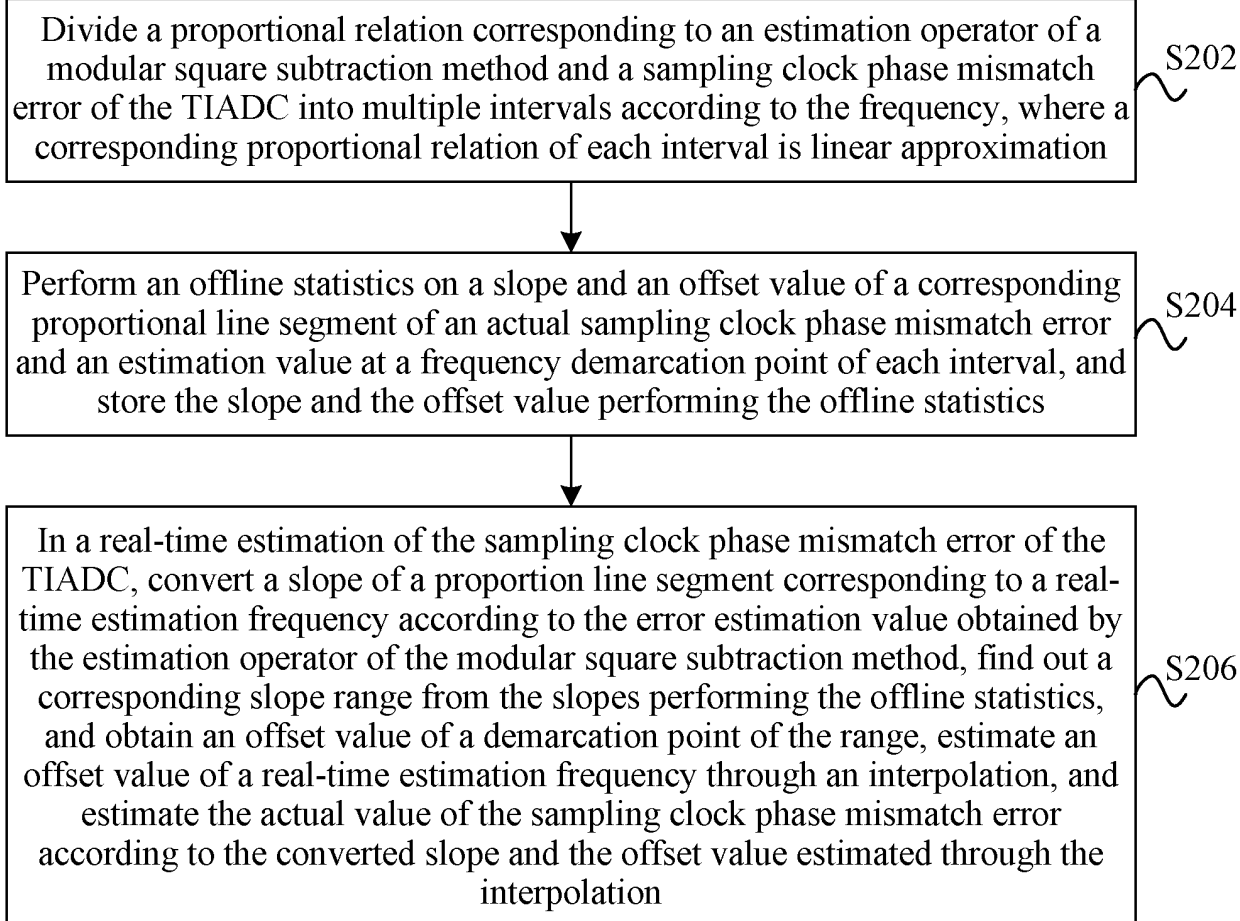 Divide a proportional relation corresponding to an estimation operator of a
modular square subtraction method and a sampling clock phase mismatch
error of the TIADC into multiple intervals according to the frequency, where a
corresponding proportional relation of each interval is linear approximation
S202
Perform an offline statistics on a slope and an offset value of a corresponding
proportional line segment of an actual sampling clock phase mismatch error
and an estimation value at a frequency demarcation point of each interval, and
store the slope and the offset value performing the offline statistics
S204
In a real-time estimation of the sampling clock phase mismatch error of the
TIADC, convert a slope of a proportion line segment corresponding to a real-
time estimation frequency according to the error estimation value obtained by
the estimation operator of the modular square subtraction method, find out a
corresponding slope range from the slopes performing the offline statistics,
and obtain an offset value of a demarcation point of the range, estimate an
offset value of a real-time estimation frequency through an interpolation, and
estimate the actual value of the sampling clock phase mismatch error
according to the converted slope and the offset value estimated through the
interpolation
S206